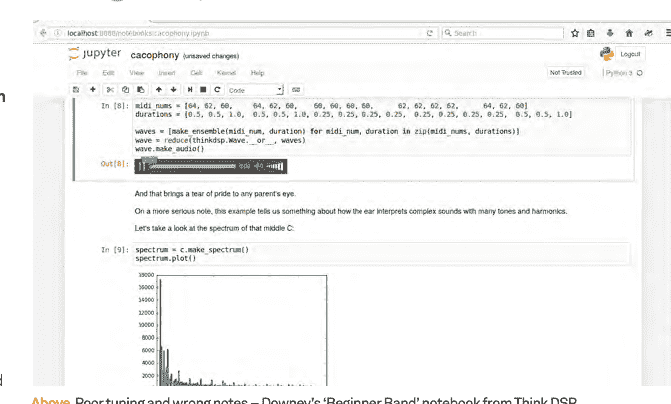 localhost:8888/notebooks/cacophony.ipynb
Search
jupyter cacophony (unsaved changes)
Logout
File Edit View Insert Cell Kernel Help
Not Trusted
Python 3
Code
In [8]: midi_nums = [64, 62, 60, 64, 62, 60, 60, 60, 60, 60, 62, 62, 62, 62, 64, 62, 60]
durations = [0.5, 0.5, 1.0, 0.5, 0.5, 1.0, 0.25, 0.25, 0.25, 0.25, 0.25, 0.25, 0.25, 0.25, 0.5, 0.5, 1.0]
waves = [make_ensemble(midi_num, duration) for midi_num, duration in zip(midi_nums, durations)]
wave = reduce(thinkdsp.Wave.__or__, waves)
wave.make_audio()
Out[8]:
And that brings a tear of pride to any parent's eye.
On a more serious note, this example tells us something about how the ear interprets complex sounds with many tones and harmonics.
Let's take a look at the spectrum of that middle C:
In [9]: spectrum = c.make_spectrum()
spectrum.plot()
18000
16000
14000
12000
10000
8000
6000
4000
2000
Above Poor tuning and wrong notes – Downey's 'Beginner Band' notebook from Think DSP